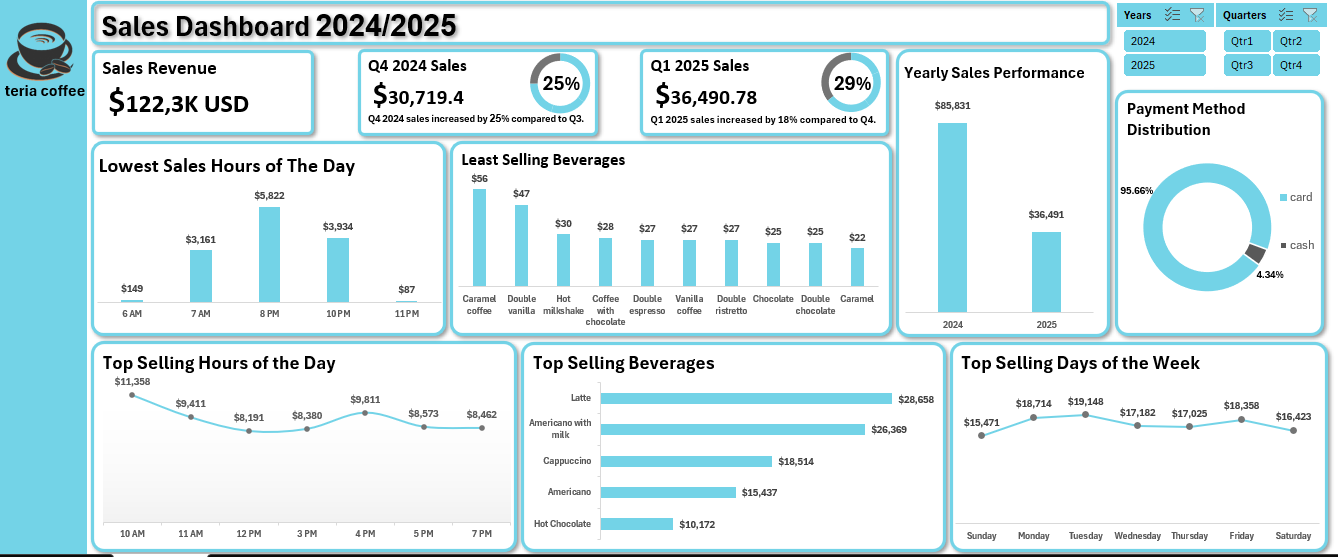 teria coffee
Sales Dashboard 2024/2025
Years
2024
2025
Quarters
Qtr1
Qtr2
Qtr3
Qtr4
Sales Revenue
$122,3K USD
Q4 2024 Sales
$30,719.4
25%
Q4 2024 sales increased by 25% compared to Q3.
Q1 2025 Sales
$36,490.78
29%
Q1 2025 sales increased by 18% compared to Q4.
Yearly Sales Performance
$85,831
$36,491
2024
2025
Payment Method
Distribution
95.66%
4.34%
card
cash
Lowest Sales Hours of The Day
$149
$3,161
$5,822
$3,934
$87
6 AM
7 AM
8 PM
10 PM
11 PM
Least Selling Beverages
$56
$47
$30
$28
$27
$27
$27
$25
$25
$22
Caramel
coffee
Double
vanilla
Hot
milkshake
Coffee
with
chocolate
Double
espresso
Vanilla
coffee
Double
ristretto
Chocolate
Double
chocolate
Caramel
Top Selling Hours of the Day
$11,358
$9,411
$8,191
$8,380
$9,811
$8,573
$8,462
10 AM
11 AM
12 PM
3 PM
4 PM
5 PM
7 PM
Top Selling Beverages
Latte
$28,658
Americano with
milk
$26,369
Cappuccino
$18,514
Americano
$15,437
Hot Chocolate
$10,172
Top Selling Days of the Week
$15,471
$18,714
$19,148
$17,182
$17,025
$18,358
$16,423
Sunday
Monday
Tuesday
Wednesday
Thursday
Friday
Saturday